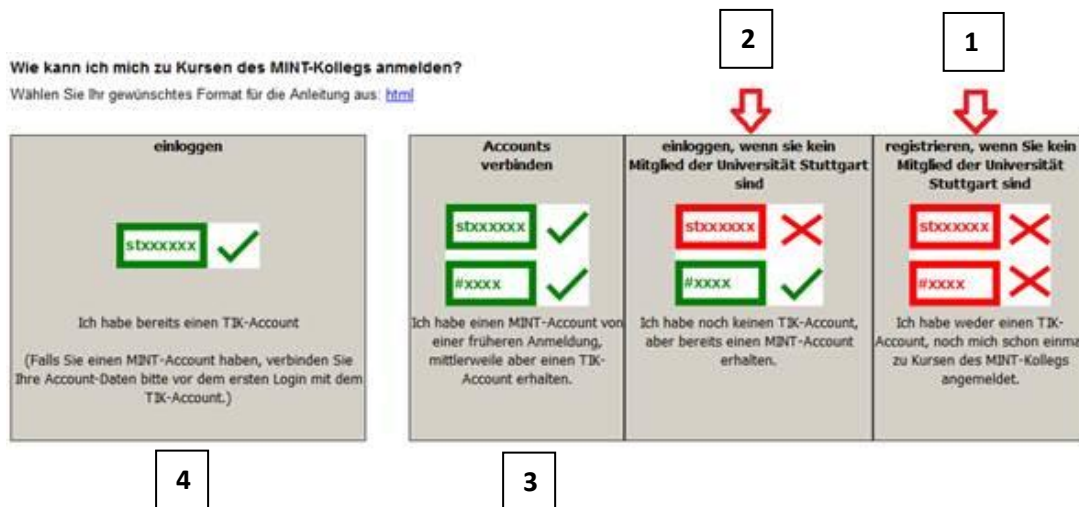 2
1
Wie kann ich mich zu Kursen des MINT-Kollegs anmelden?
Wählen Sie Ihr gewünschtes Format für die Anleitung aus: html
einloggen
stxxxxxx
Ich habe bereits einen TIK-Account
(Falls Sie einen MINT-Account haben, verbinden Sie
Ihre Account-Daten bitte vor dem ersten Login mit dem
TIK-Account.)
Accounts
verbinden
stxxxxxx
#xxxx
Ich habe einen MINT-Account von
einer früheren Anmeldung,
mittlerweile aber einen TIK-
Account erhalten.
einloggen, wenn sie kein
Mitglied der Universität Stuttgart
sind
stxxxxxx
#xxxx
Ich habe noch keinen TIK-Account,
aber bereits einen MINT-Account
erhalten.
registrieren, wenn Sie kein
Mitglied der Universität
Stuttgart sind
stxxxxxx
#xxxx
Ich habe weder einen TIK-
Account, noch mich schon einma
zu Kursen des MINT-Kollegs
angemeldet.
4
3